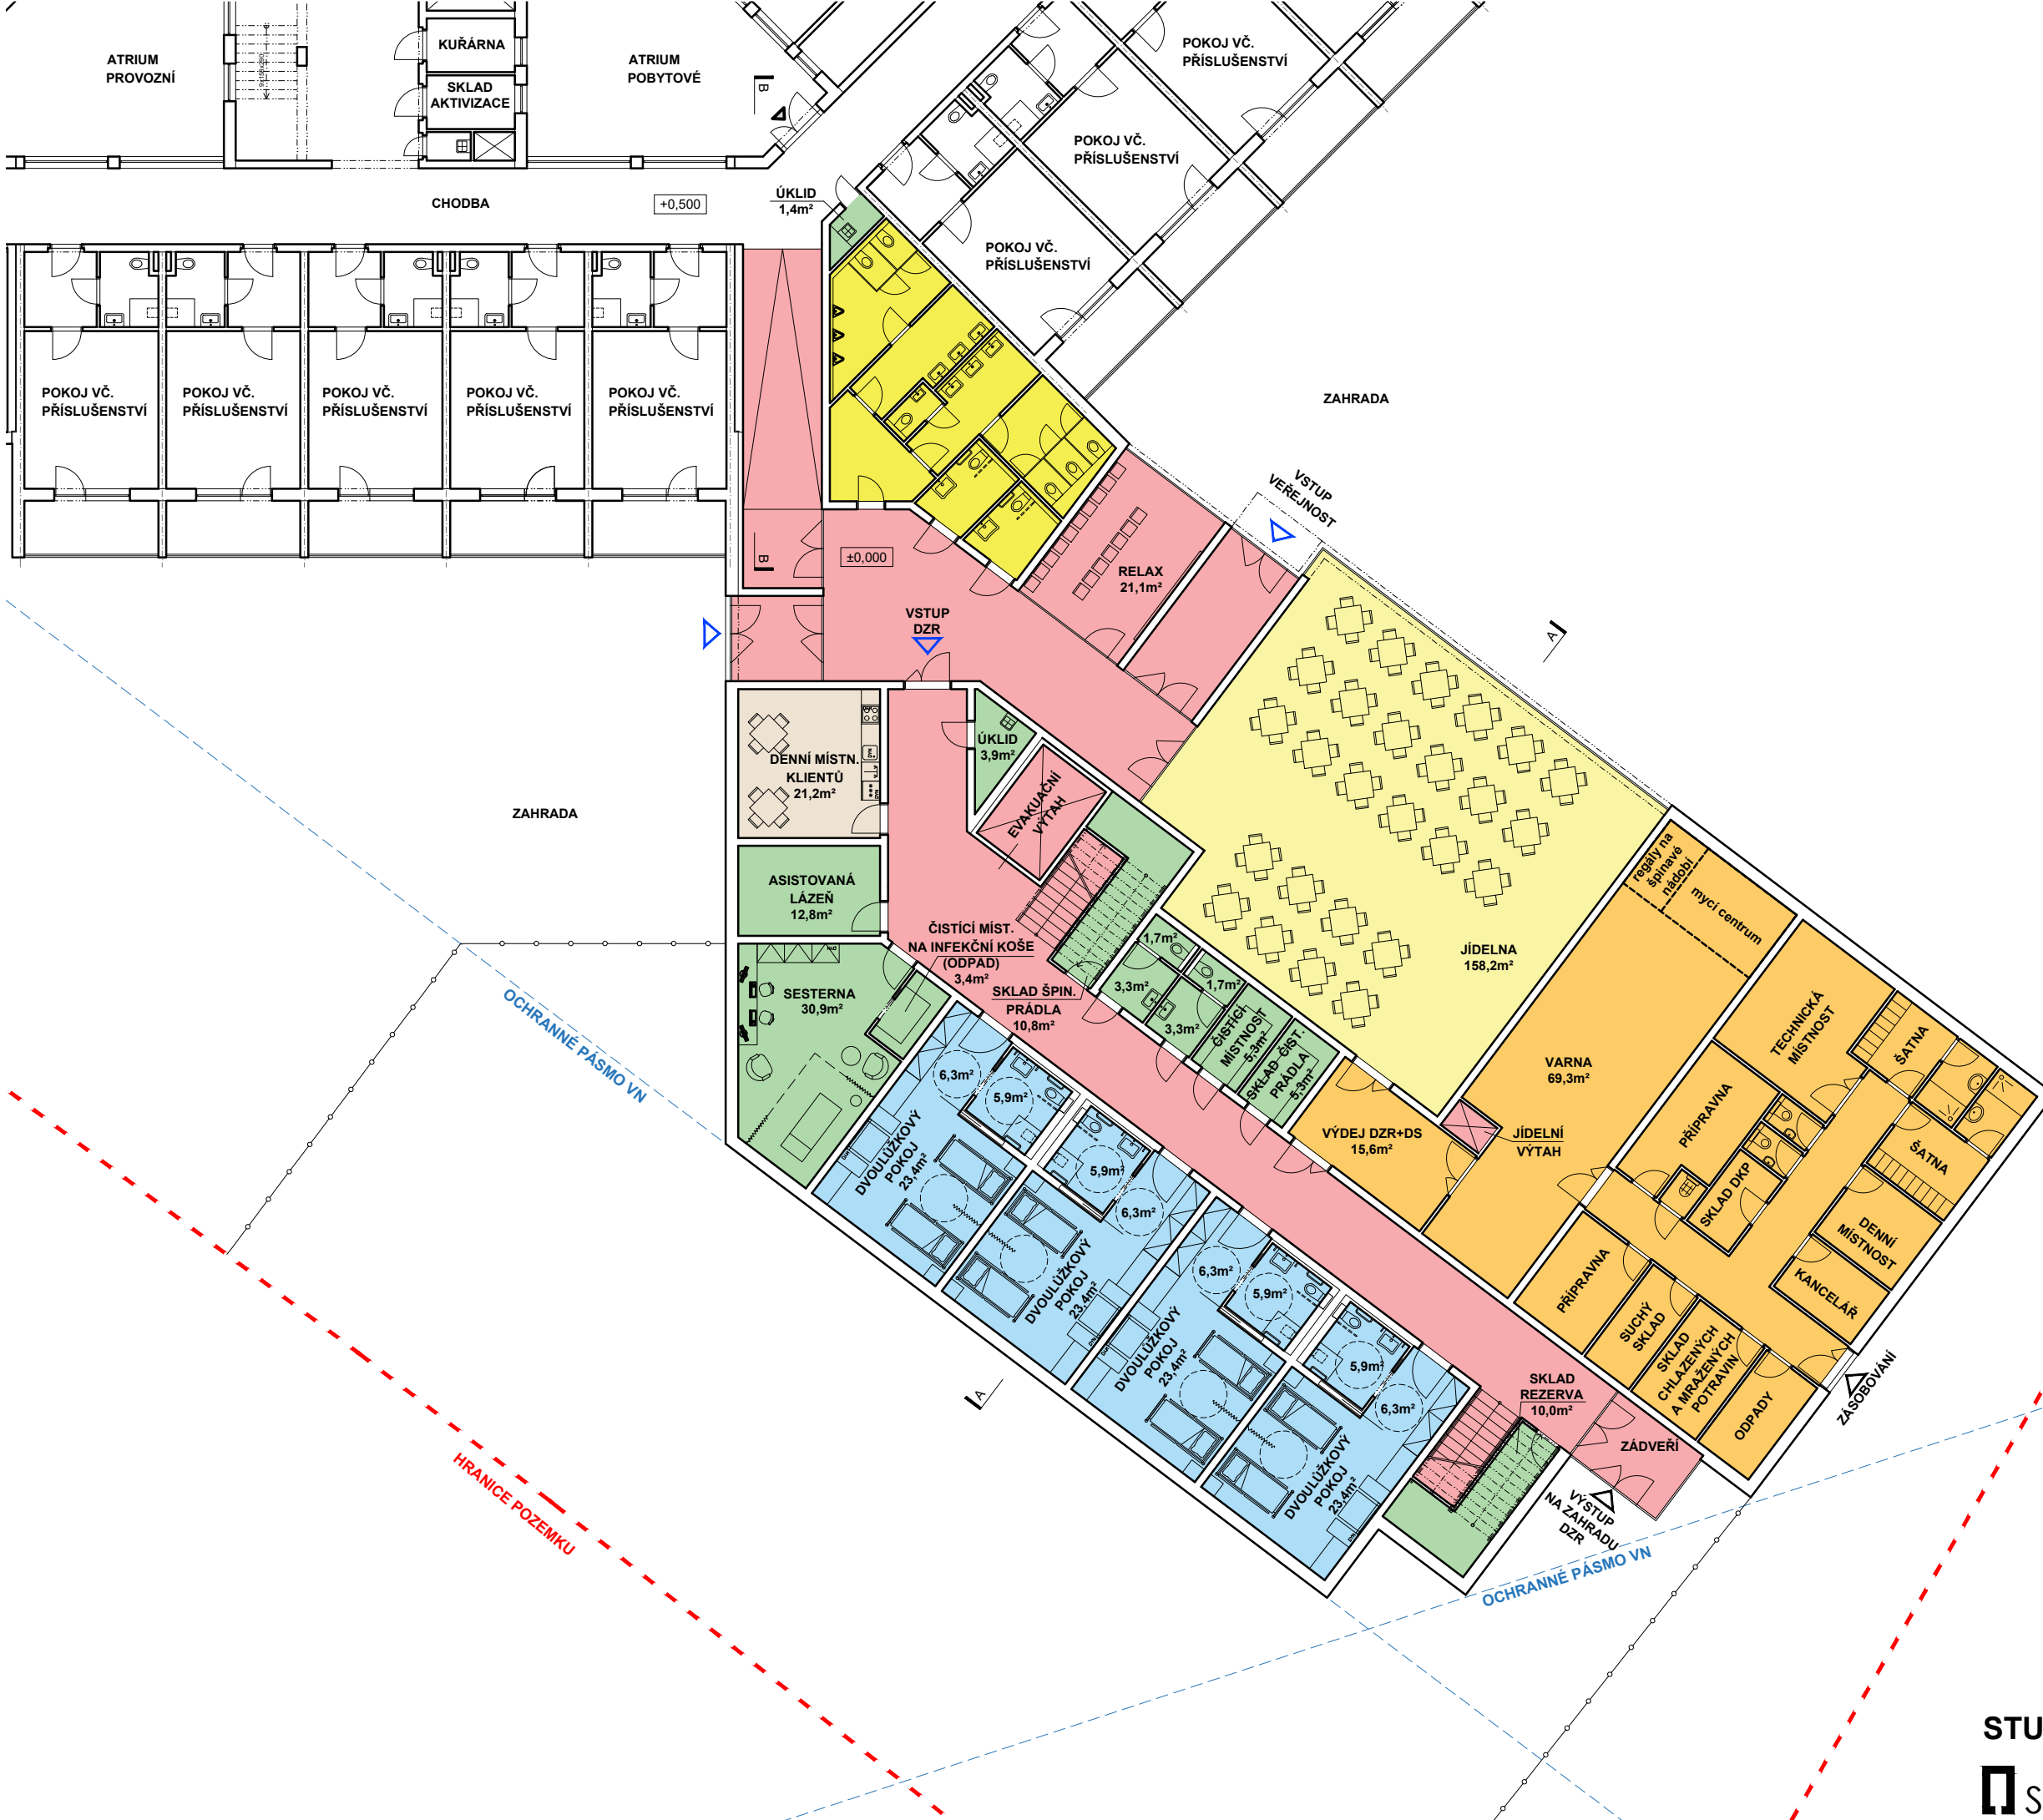 ATRIUM
PROVOZNÍ
KUŘÁRNA
SKLAD
AKTIVIZACE
ATRIUM
POBYTOVÉ
B
POKOJ VČ.
PŘÍSLUŠENSTVÍ
POKOJ VČ.
PŘÍSLUŠENSTVÍ
POKOJ VČ.
PŘÍSLUŠENSTVÍ
CHODBA
+0,500
ÚKLID
1,4m²
POKOJ VČ.
PŘÍSLUŠENSTVÍ
POKOJ VČ.
PŘÍSLUŠENSTVÍ
POKOJ VČ.
PŘÍSLUŠENSTVÍ
POKOJ VČ.
PŘÍSLUŠENSTVÍ
POKOJ VČ.
PŘÍSLUŠENSTVÍ
ZAHRADA
VSTUP
VEŘEJNOST
B
±0,000
RELAX
21,1m²
VSTUP
DZR
A
ÚKLID
3,9m²
DENNÍ MÍSTN.
KLIENTŮ
21,2m²
EVAKUAČNÍ
VÝTAH
ZAHRADA
ASISTOVANÁ
LÁZEŇ
12,8m²
regály na
špinavé
nádobí
mycí centrum
ČISTÍCÍ MÍST.
NA INFEKČNÍ KOŠE
(ODPAD)
3,4m²
1,7m²
JÍDELNA
158,2m²
SESTERNA
30,9m²
SKLAD ŠPIN.
PRÁDLA
10,8m²
3,3m²
1,7m²
3,3m²
ČISTÍCÍ
MÍSTNOST
5,3m²
SKLAD ČIST.
PRÁDLA
5,3m²
TECHNICKÁ
MÍSTNOST
ŠATNA
OCHRANNÉ PÁSMO VN
VARNA
69,3m²
6,3m²
5,9m²
DVOULŮŽKOVÝ
POKOJ
23,4m²
VÝDEJ DZR+DS
15,6m²
JÍDELNÍ
VÝTAH
PŘÍPRAVNA
ŠATNA
5,9m²
6,3m²
DVOULŮŽKOVÝ
POKOJ
23,4m²
SKLAD DKP
DENNÍ
MÍSTNOST
6,3m²
5,9m²
DVOULŮŽKOVÝ
POKOJ
23,4m²
PŘÍPRAVNA
KANCELÁŘ
SUCHÝ
SKLAD
SKLAD
CHLAZENÝCH
A MRAŽENÝCH
POTRAVIN
5,9m²
6,3m²
DVOULŮŽKOVÝ
POKOJ
23,4m²
SKLAD
REZERVA
10,0m²
ODPADY
ZÁSOBOVÁNÍ
A
ZÁDVEŘÍ
VÝSTUP
NA ZAHRADU
DZR
HRANICE POZEMKU
OCHRANNÉ PÁSMO VN
STU
S